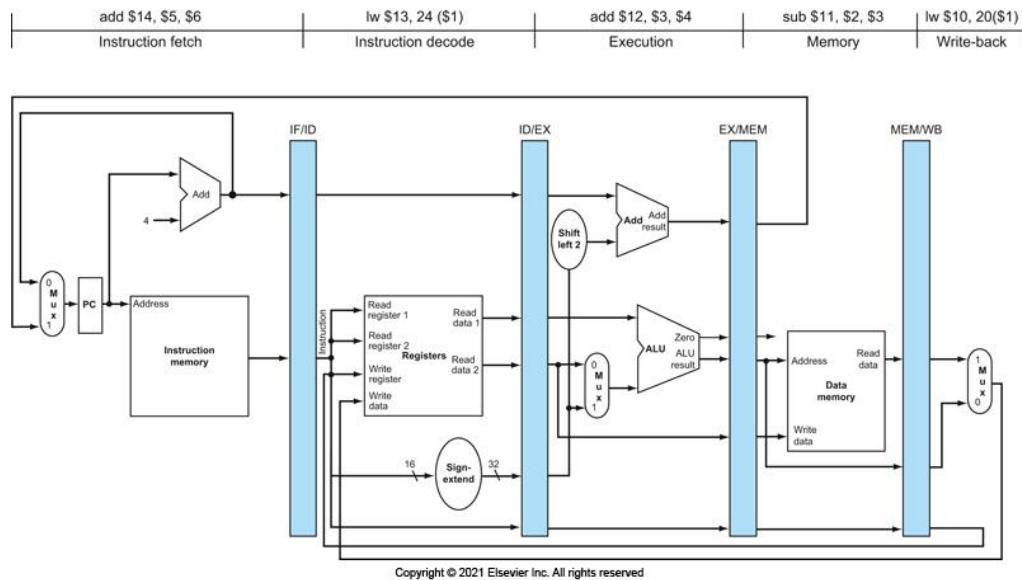 add $14, $5, $6
lw $13, 24 ($1)
add $12, $3, $4
sub $11, $2, $3
lw $10, 20($1)
Instruction fetch
Instruction decode
Execution
Memory
Write-back
IF/ID
ID/EX
EX/MEM
MEM/WB
Add
4
Shift
left 2
Add
Add
result
0
M
u
x
1
PC
Address
Instruction
memory
Instruction
Read
register 1
Read
register 2
Write
register
Write
data
Registers
Read
data 1
Read
data 2
16
Sign-
extend
32
0
M
u
x
1
ALU
Zero
ALU
result
Address
Read
data
Data
memory
Write
data
1
M
u
x
0
Copyright © 2021 Elsevier Inc. All rights reserved